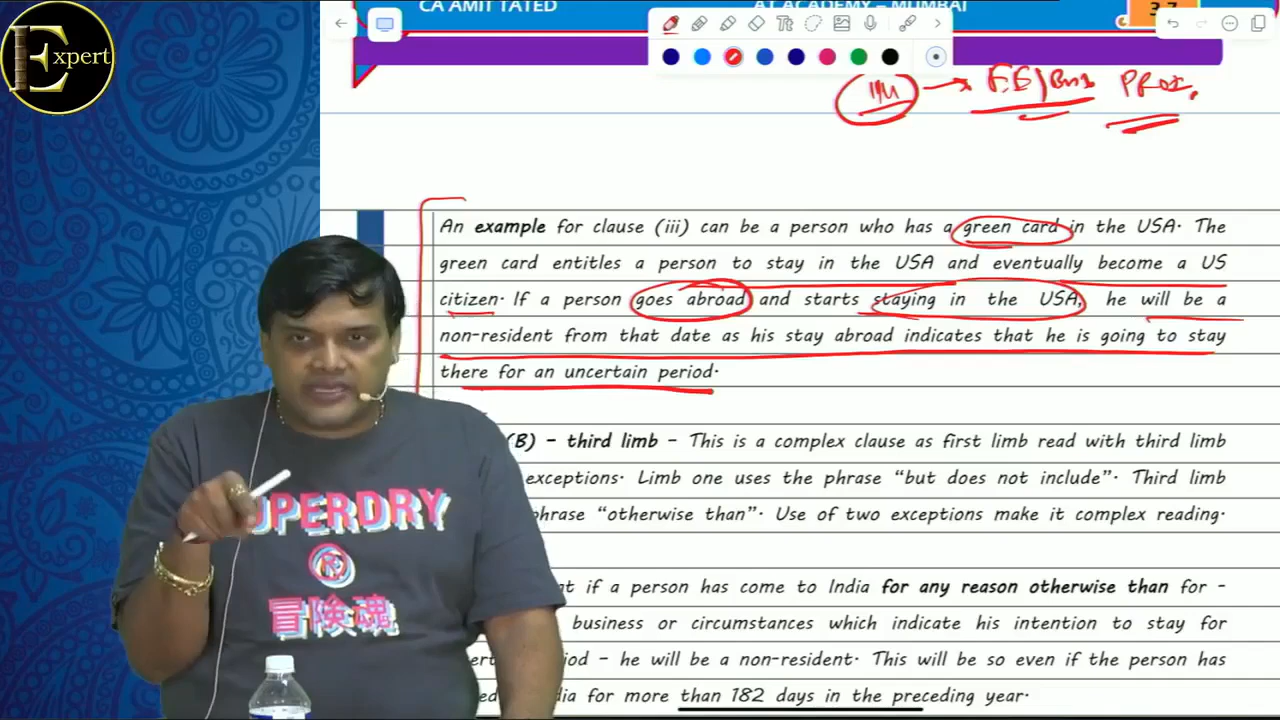 CA AMIT TATED AT ACADEMY – MUMBAI 3.7
Expert
An example for clause (iii) can be a person who has a green card in the USA. The
green card entitles a person to stay in the USA and eventually become a US
citizen. If a person goes abroad and starts staying in the USA, he will be a
non-resident from that date as his stay abroad indicates that he is going to stay
there for an uncertain period.
(B) – third limb – This is a complex clause as first limb read with third limb
exceptions. Limb one uses the phrase “but does not include”. Third limb
phrase “otherwise than”. Use of two exceptions make it complex reading.
if a person has come to India for any reason otherwise than for –
business or circumstances which indicate his intention to stay for
– he will be a non-resident. This will be so even if the person has
for more than 182 days in the preceding year.
UPERDRY
冒険魂